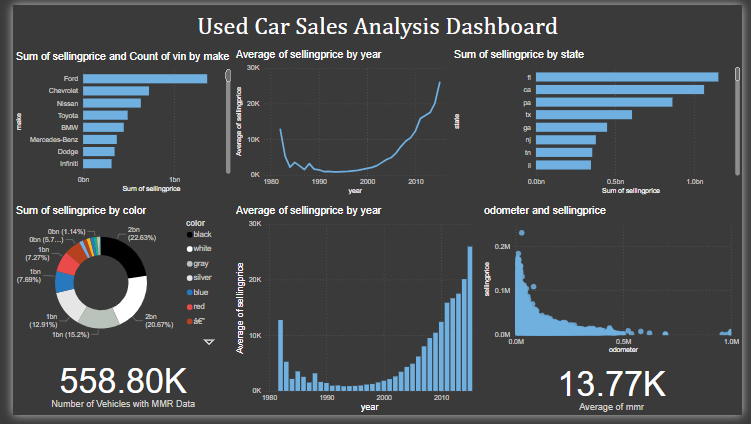 Used Car Sales Analysis Dashboard
Sum of sellingprice and Count of vin by make
make
Ford
Chevrolet
Nissan
Toyota
BMW
Mercedes-Benz
Dodge
Infiniti
0bn
1bn
Sum of sellingprice
Average of sellingprice by year
Average of sellingprice
30K
20K
10K
0K
1980
1990
2000
2010
year
Sum of sellingprice by state
state
fl
ca
pa
tx
ga
nj
tn
il
0.0bn
0.5bn
1.0bn
Sum of sellingprice
Sum of sellingprice by color
0bn (1.14%)
0bn (5.7...)
1bn
(7.27%)
1bn
(7.69%)
1bn
(12.91%)
1bn (15.2%)
2bn
(20.67%)
2bn
(22.63%)
color
black
white
gray
silver
blue
red
â€”
Average of sellingprice by year
Average of sellingprice
30K
20K
10K
0K
1980
1990
2000
2010
year
odometer and sellingprice
sellingprice
0.2M
0.1M
0.0M
0.0M
0.5M
1.0M
odometer
558.80K
Number of Vehicles with MMR Data
13.77K
Average of mmr